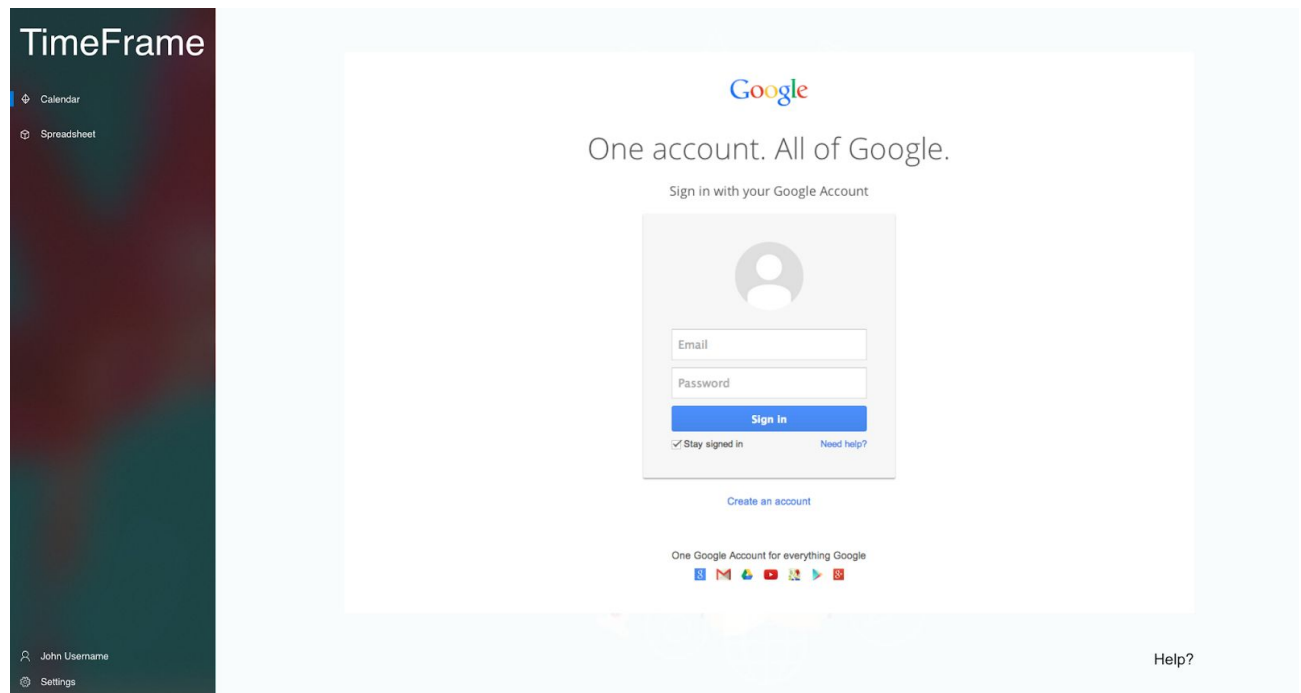 TimeFrame
Calendar
Spreadsheet
Google
One account. All of Google.
Sign in with your Google Account
Email
Password
Sign in
Stay signed in
Need help?
Create an account
One Google Account for everything Google
John Username
Settings
Help?